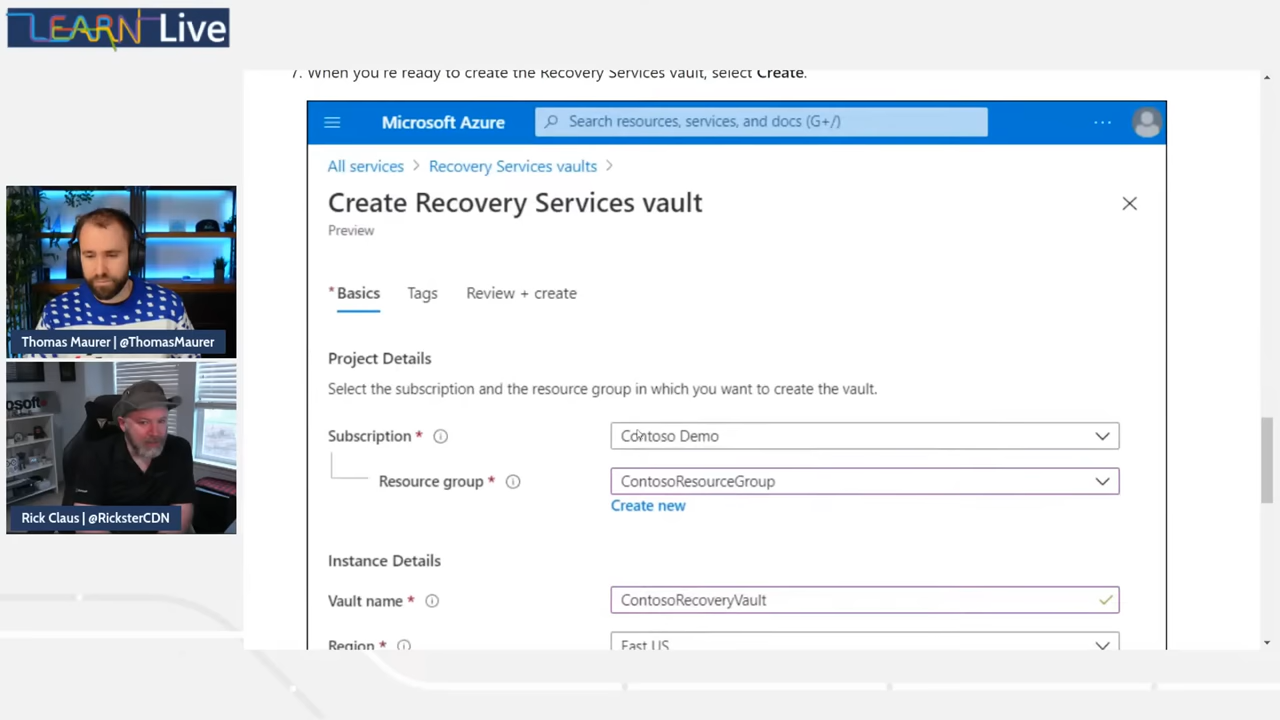 LEARN Live
7. When you're ready to create the Recovery Services vault, select Create.
Microsoft Azure
Search resources, services, and docs (G+/)
All services > Recovery Services vaults >
Create Recovery Services vault
Preview
* Basics Tags Review + create
Project Details
Select the subscription and the resource group in which you want to create the vault.
Subscription * Contoso Demo
Resource group * ContosoResourceGroup
Create new
Instance Details
Vault name * ContosoRecoveryVault
Region * East US
Thomas Maurer | @ThomasMaurer
osoft
Rick Claus | @RicksterCDN